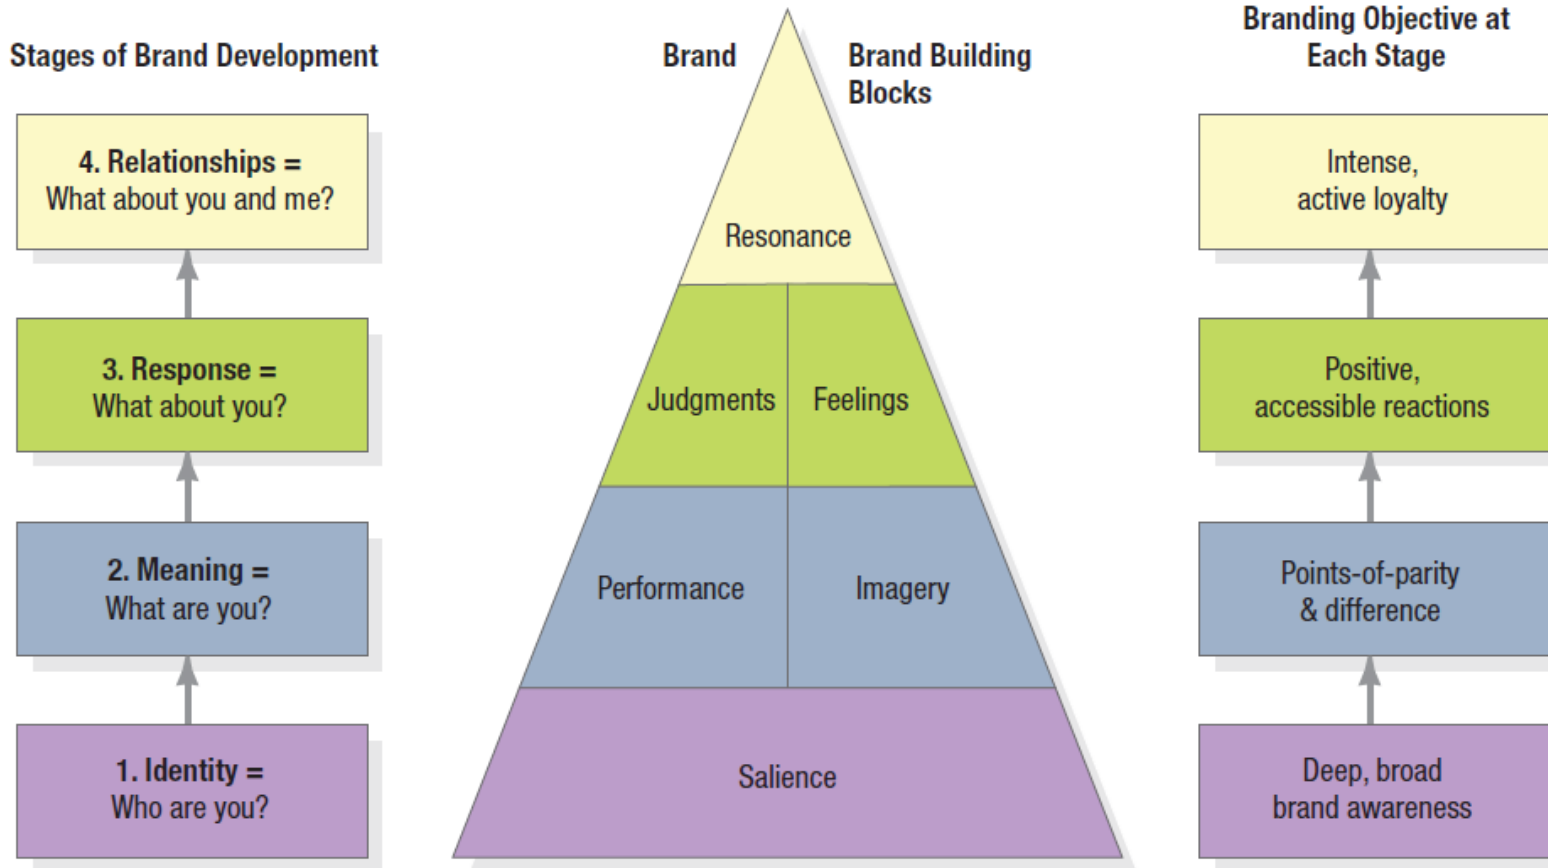 Stages of Brand Development
4. Relationships =
What about you and me?
3. Response =
What about you?
2. Meaning =
What are you?
1. Identity =
Who are you?
Brand
Brand Building
Blocks
Resonance
Judgments
Feelings
Performance
Imagery
Salience
Branding Objective at
Each Stage
Intense,
active loyalty
Positive,
accessible reactions
Points-of-parity
& difference
Deep, broad
brand awareness